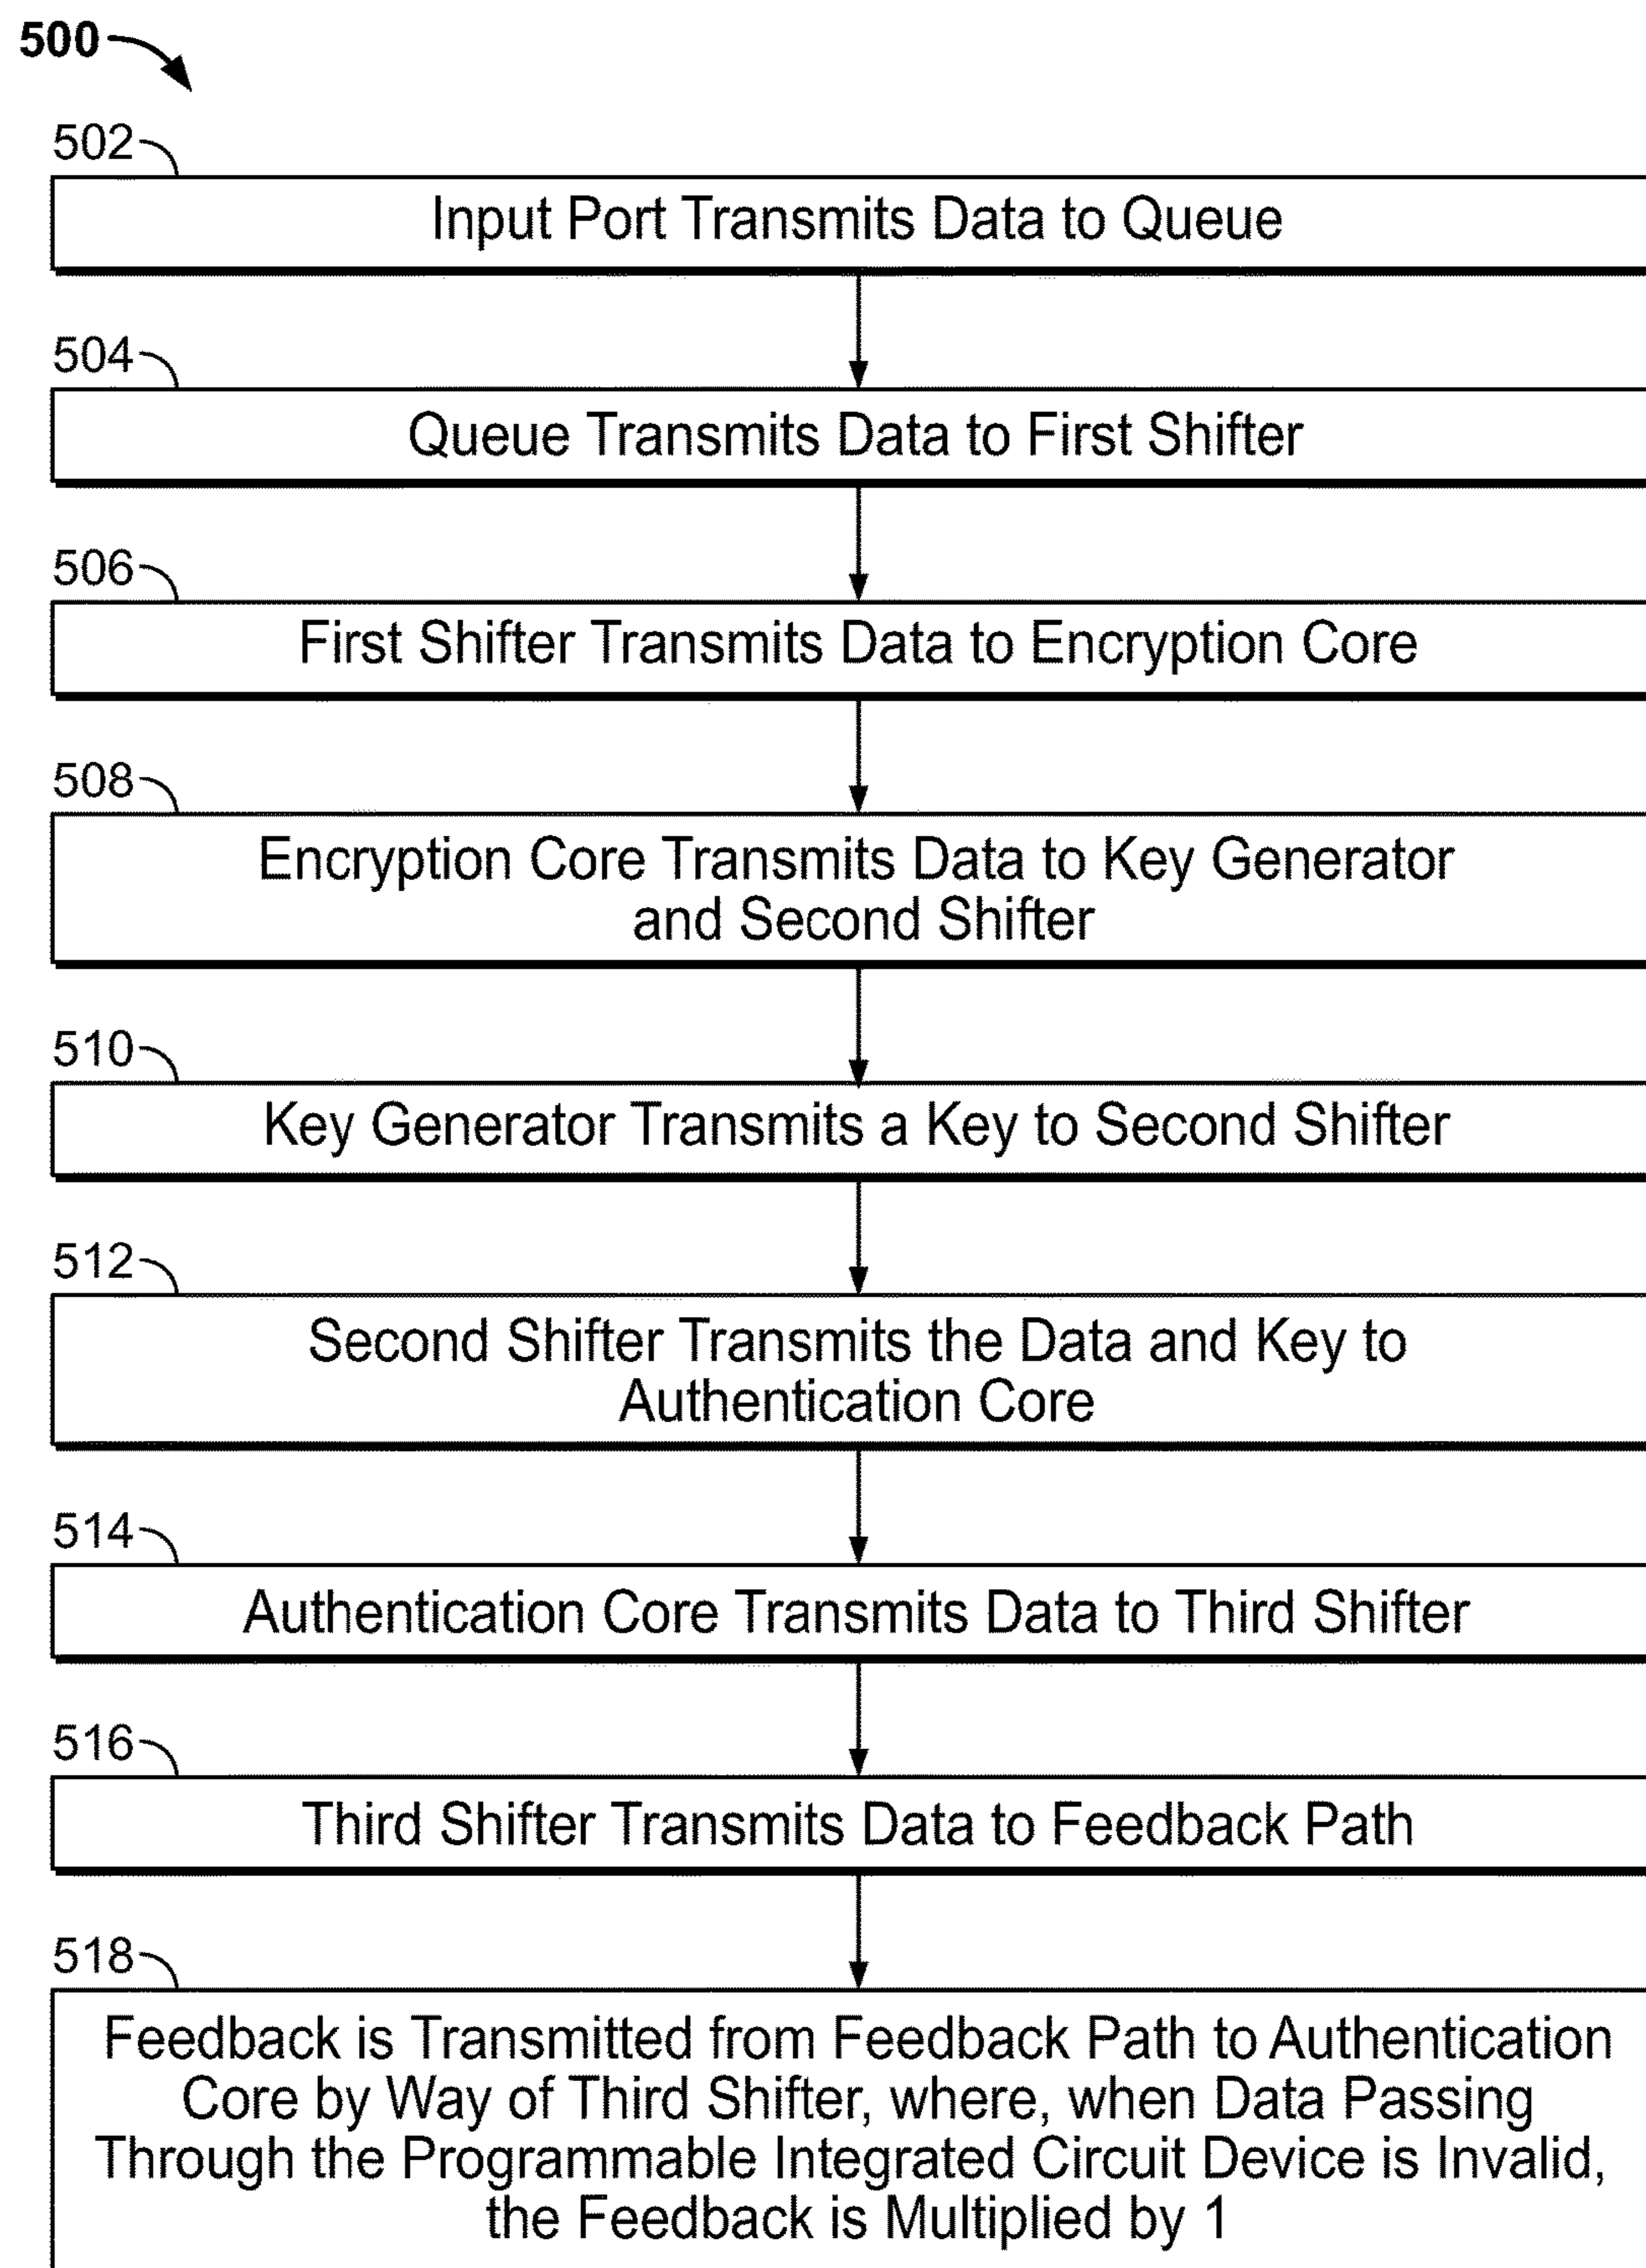 500
502
Input Port Transmits Data to Queue
504
Queue Transmits Data to First Shifter
506
First Shifter Transmits Data to Encryption Core
508
Encryption Core Transmits Data to Key Generator
and Second Shifter
510
Key Generator Transmits a Key to Second Shifter
512
Second Shifter Transmits the Data and Key to
Authentication Core
514
Authentication Core Transmits Data to Third Shifter
516
Third Shifter Transmits Data to Feedback Path
518
Feedback is Transmitted from Feedback Path to Authentication
Core by Way of Third Shifter, where, when Data Passing
Through the Programmable Integrated Circuit Device is Invalid,
the Feedback is Multiplied by 1